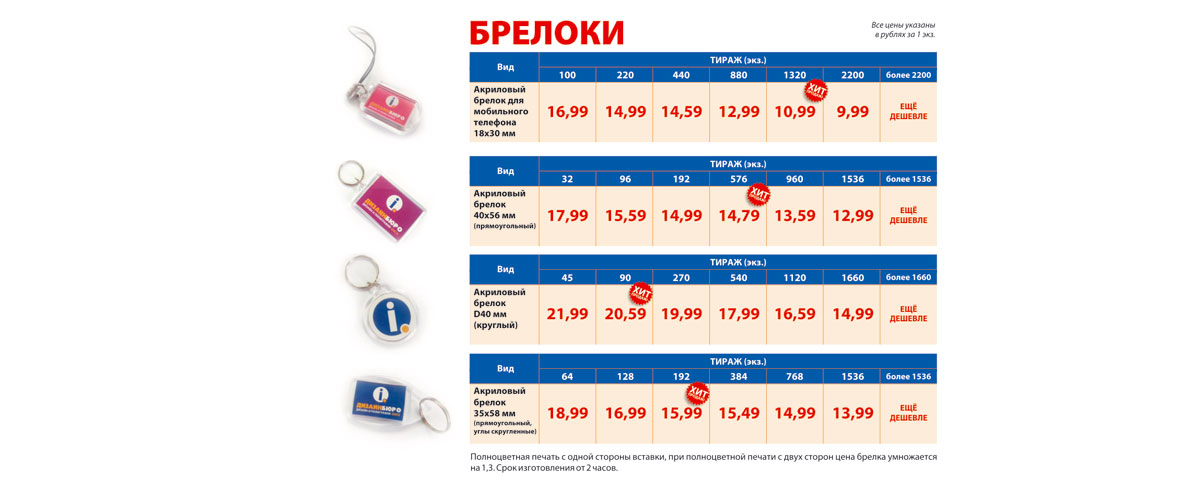 БРЕЛОКИ
Все цены указаны
в рублях за 1 экз.
Вид
ТИРАЖ (экз.)
100 220 440 880 1320 2200 более 2200
Акриловый
брелок для
мобильного
телефона
18х30 мм
16,99 14,99 14,59 12,99 10,99 9,99 ЕЩЁ
ДЕШЕВЛЕ
ХИТ
Вид
ТИРАЖ (экз.)
32 96 192 576 960 1536 более 1536
Акриловый
брелок
40х56 мм
(прямоугольный)
17,99 15,59 14,99 14,79 13,59 12,99 ЕЩЁ
ДЕШЕВЛЕ
ХИТ
Вид
ТИРАЖ (экз.)
45 90 270 540 1120 1660 более 1660
Акриловый
брелок
D40 мм
(круглый)
21,99 20,59 19,99 17,99 16,59 14,99 ЕЩЁ
ДЕШЕВЛЕ
ХИТ
Вид
ТИРАЖ (экз.)
64 128 192 384 768 1536 более 1536
Акриловый
брелок
35х58 мм
(прямоугольный,
углы скругленные)
18,99 16,99 15,99 15,49 14,99 13,99 ЕЩЁ
ДЕШЕВЛЕ
ХИТ
i
ДИЗАЙНБЮРО
i
ДИЗАЙНБЮРО
i
i
ДИЗАЙНБЮРО
Полноцветная печать с одной стороны вставки, при полноцветной печати с двух сторон цена брелка умножается
на 1,3. Срок изготовления от 2 часов.